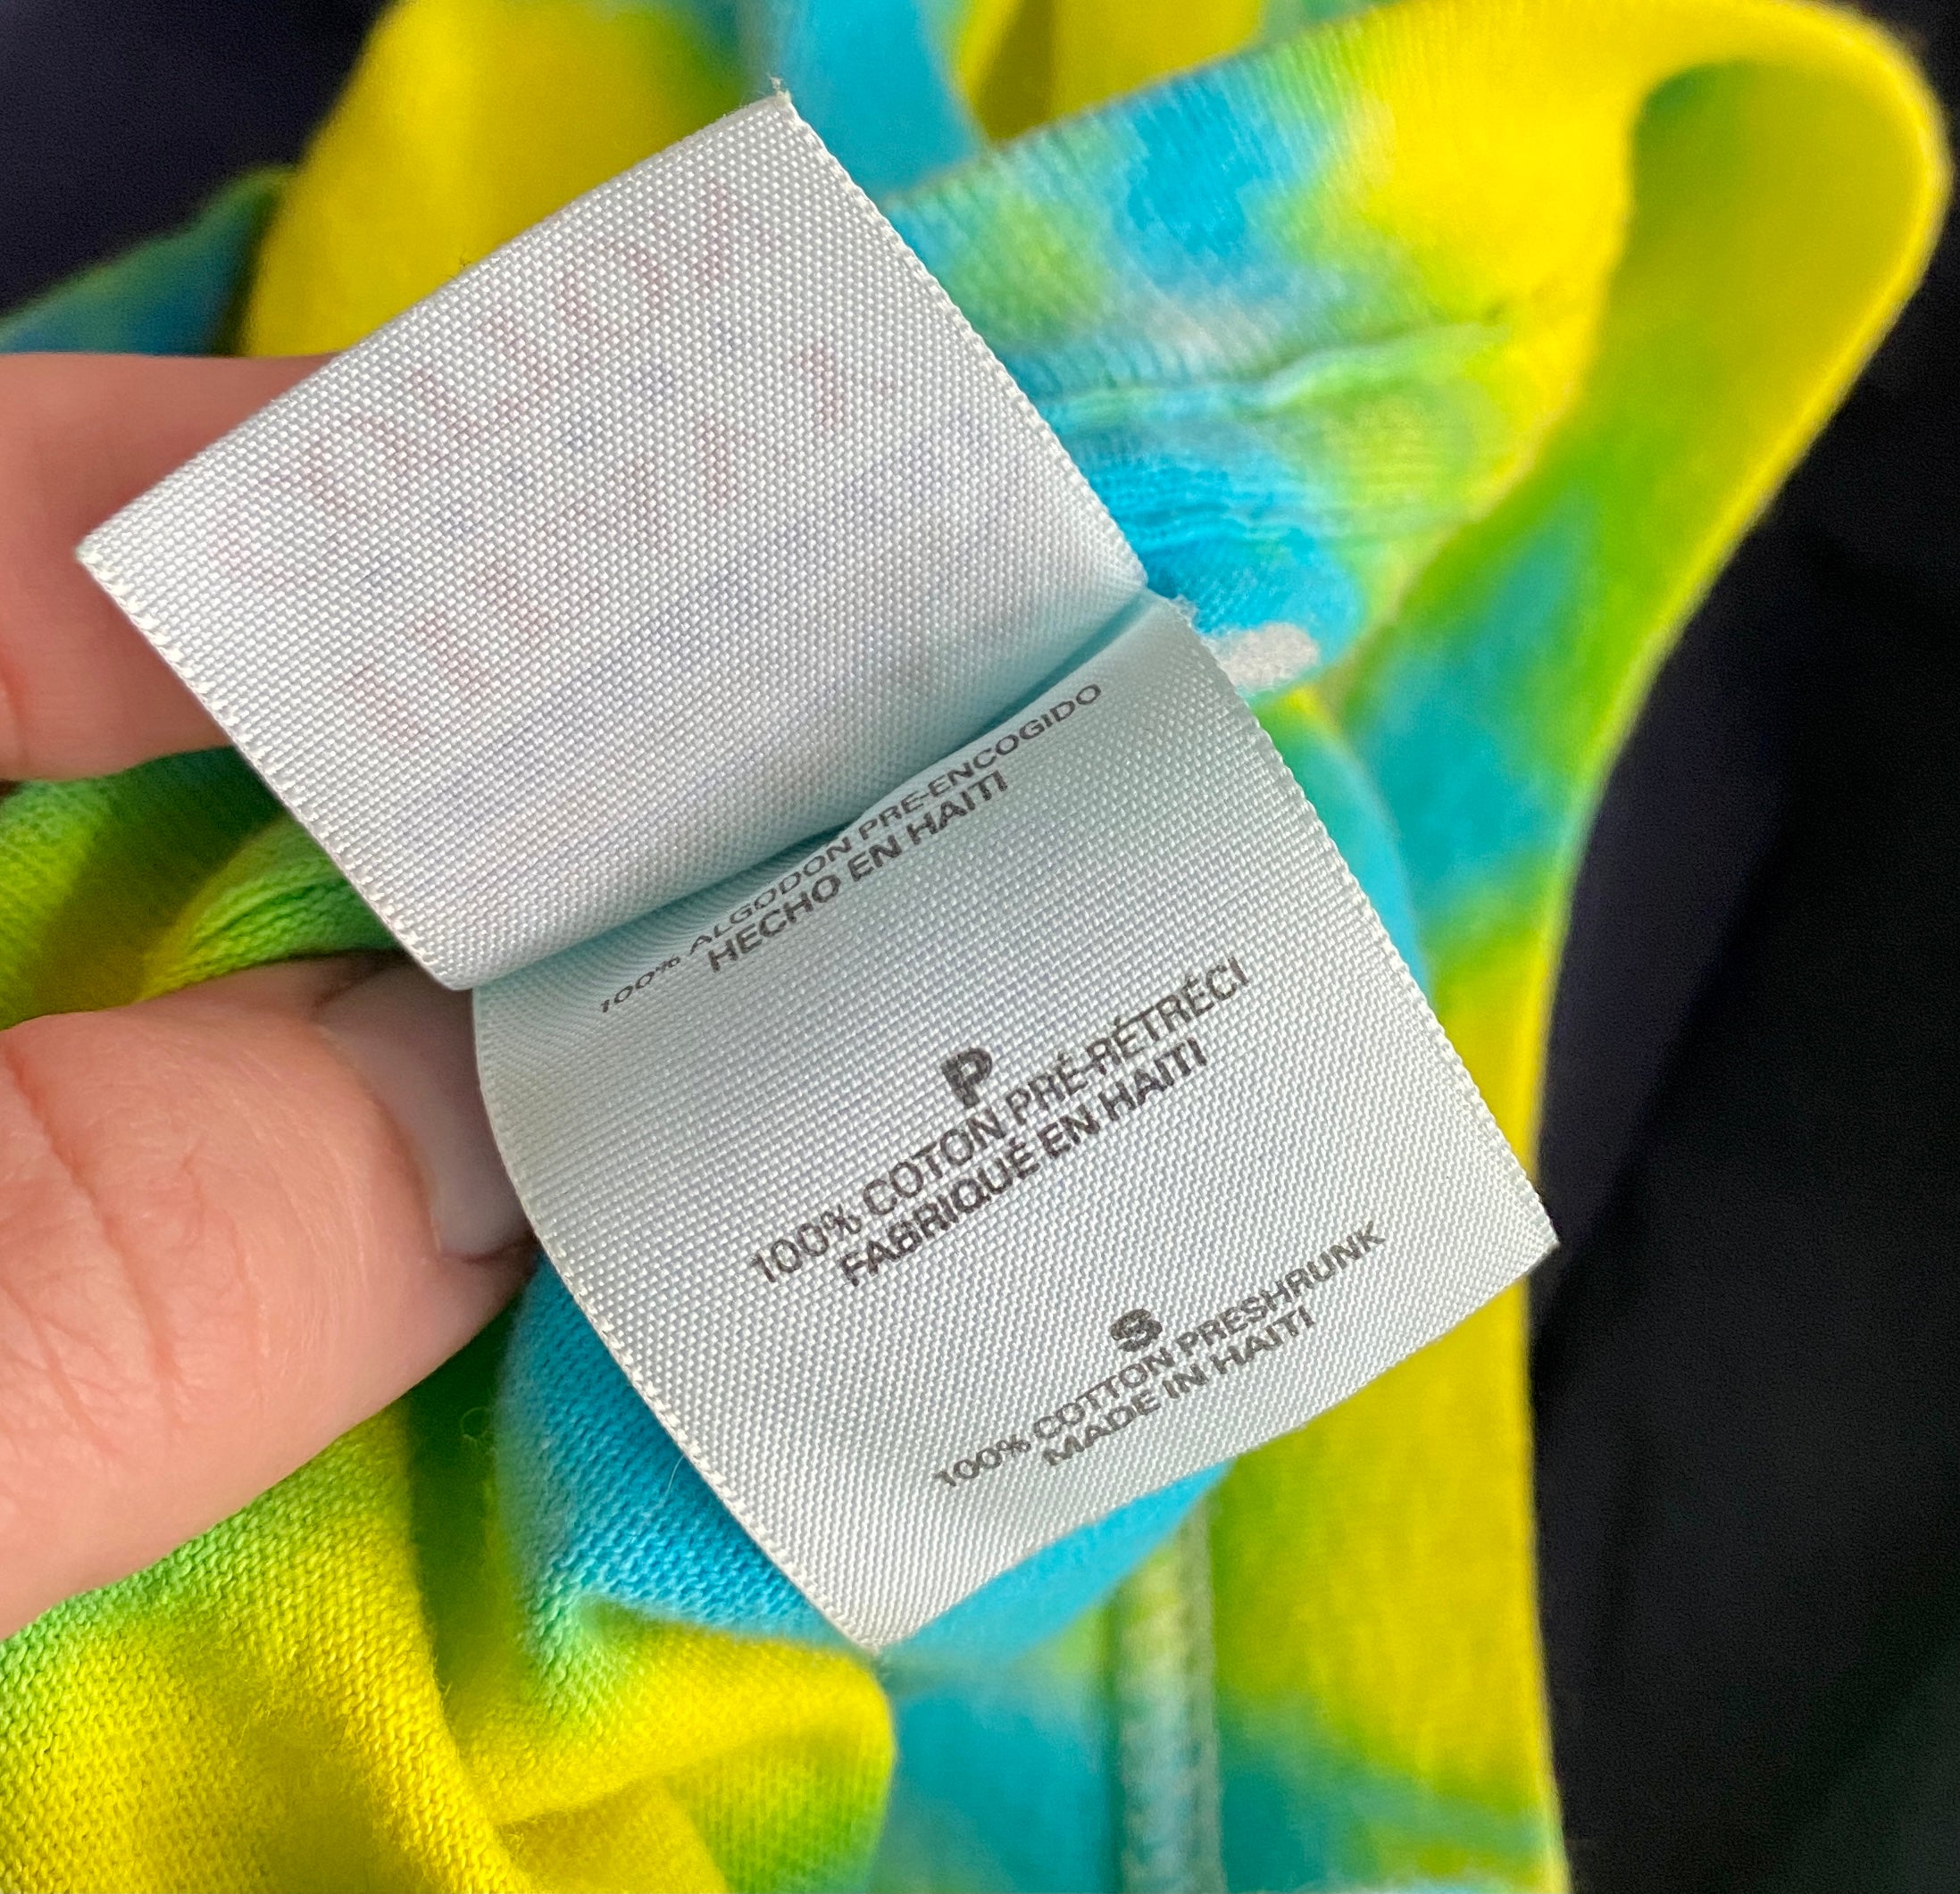 100% ALGODON PRE-ENCOGIDO
HECHO EN HAITI
P
100% COTON PRÉ-RÉTRÉCI
FABRIQUÉ EN HAITI
S
100% COTTON PRESHRUNK
MADE IN HAITI